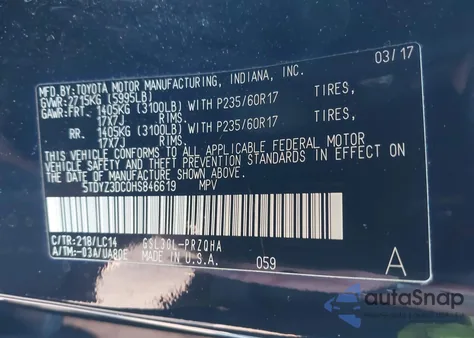 MFD.BY: TOYOTA MOTOR MANUFACTURING, INDIANA, INC. 03/17
GVWR: 2715KG (5995LB)
GAWR: FRT. 1405KG (3100LB) WITH P235/60R17 TIRES,
17X7J RIMS,
RR. 1405KG (3100LB) WITH P235/60R17 TIRES,
17X7J RIMS.
THIS VEHICLE CONFORMS TO ALL APPLICABLE FEDERAL MOTOR
VEHICLE SAFETY AND THEFT PREVENTION STANDARDS IN EFFECT ON
THE DATE OF MANUFACTURE SHOWN ABOVE.
5TDYZ3DC0HS846619 MPV
C/TR: 218/LC14 GSL30L-PRZQHA
A/TM: -03A/UA80E MADE IN U.S.A. 059 A
autoSnap